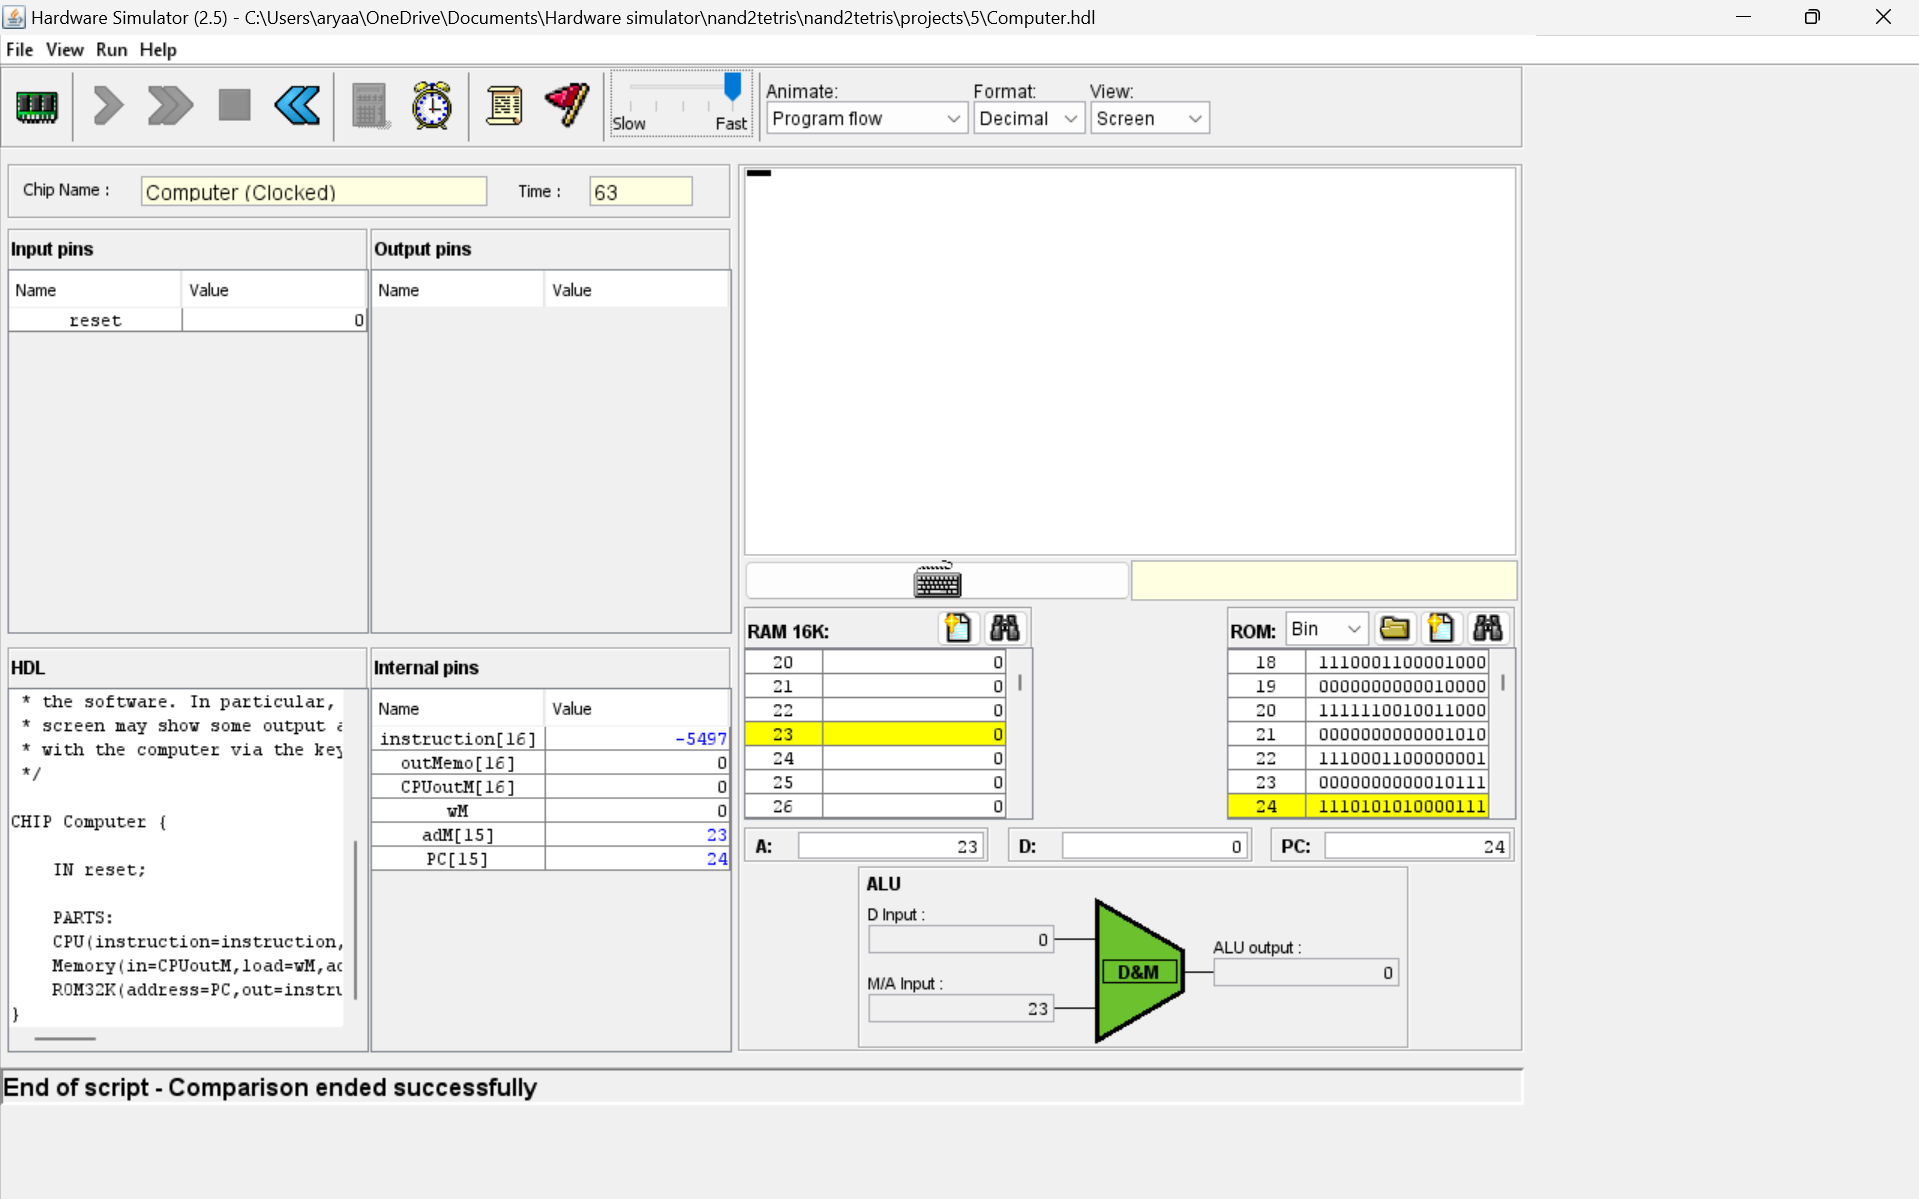 Hardware Simulator (2.5) - C:\Users\aryaa\OneDrive\Documents\Hardware simulator\nand2tetris\nand2tetris\projects\5\Computer.hdl
File View Run Help
Slow Fast
Animate: Format: View:
Program flow Decimal Screen
Chip Name : Computer (Clocked) Time : 63
Input pins
Name Value
reset 0
Output pins
Name Value
HDL
* the software. In particular,
* screen may show some output
* with the computer via the key
*/
CHIP Computer {
IN reset;
PARTS:
CPU(instruction=instruction,
Memory(in=CPUoutM,load=wM,ad
ROM32K(address=PC,out=instru
}
Internal pins
Name Value
instruction[16] -5497
outMemo[16] 0
CPUoutM[16] 0
wM 0
adM[15] 23
PC[15] 24
RAM 16K:
20 0
21 0
22 0
23 0
24 0
25 0
26 0
ROM: Bin
18 1110001100001000
19 0000000000010000
20 1111110010011000
21 0000000000001010
22 1110001100000001
23 0000000000010111
24 1110101010000111
A: 23 D: 0 PC: 24
ALU
D Input :
0
M/A Input :
23
D&M
ALU output :
0
End of script - Comparison ended successfully